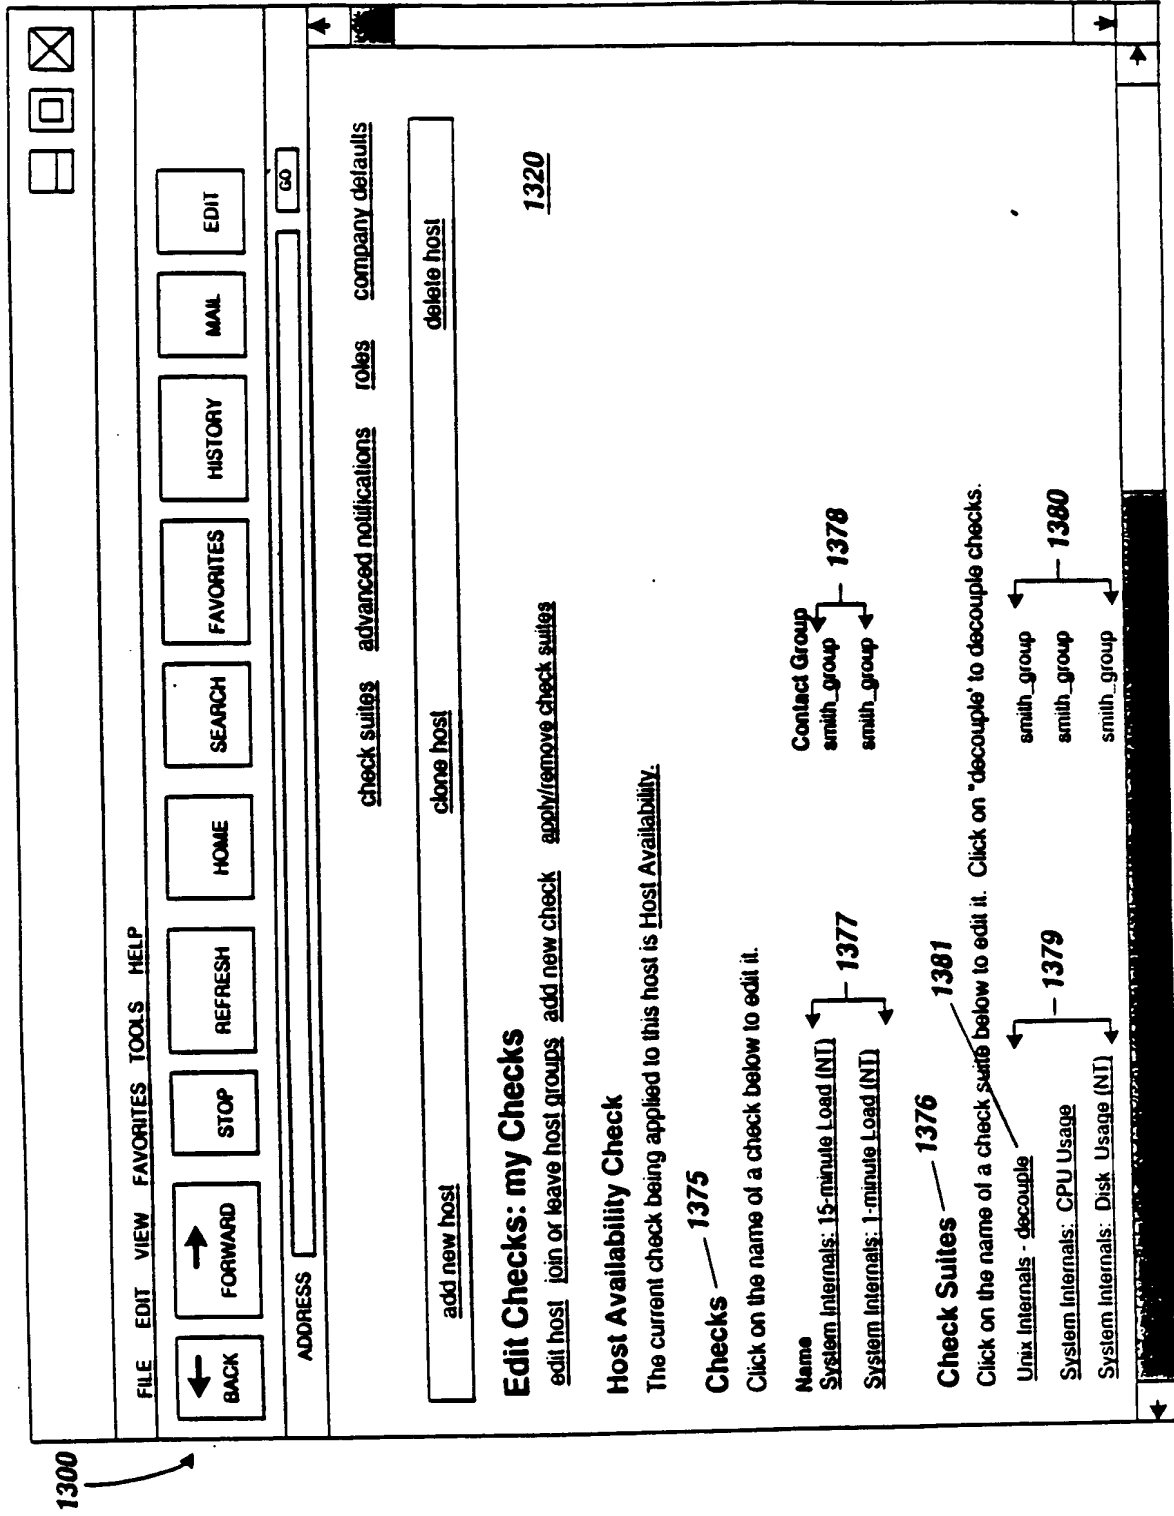 1300
FILE EDIT VIEW FAVORITES TOOLS HELP
BACK FORWARD STOP REFRESH HOME SEARCH FAVORITES HISTORY MAIL EDIT
ADDRESS GO
check suites advanced notifications roles company defaults
add new host clone host delete host
Edit Checks: my Checks
1320
edit host join or leave host groups add new check apply/remove check suites
Host Availability Check
The current check being applied to this host is Host Availability.
Checks 1375
Click on the name of a check below to edit it.
Name Contact Group
System Internals: 15-minute Load (NT) smith_group
1377 1378
System Internals: 1-minute Load (NT) smith_group
Check Suites 1376 1381
Click on the name of a check suite below to edit it. Click on "decouple' to decouple checks.
Unix Internals - decouple smith_group
1379 1380
System Internals: CPU Usage smith_group
System Internals: Disk Usage (NT) smith_group